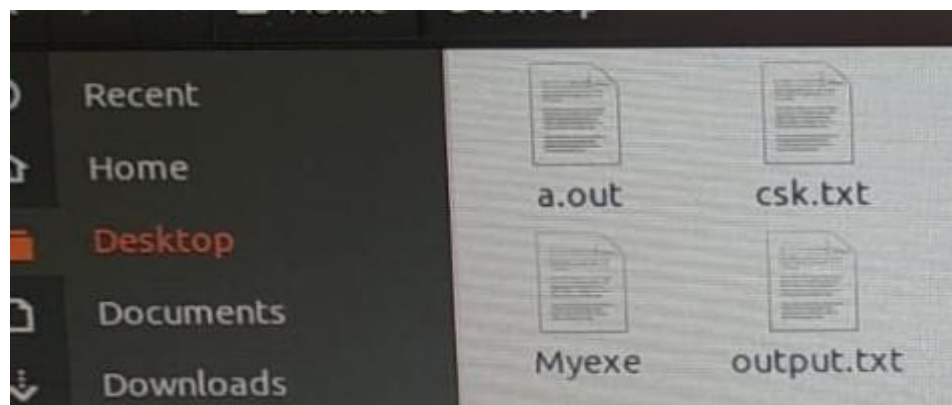 Recent
Home
Desktop
Documents
Downloads
a.out
csk.txt
Myexe
output.txt